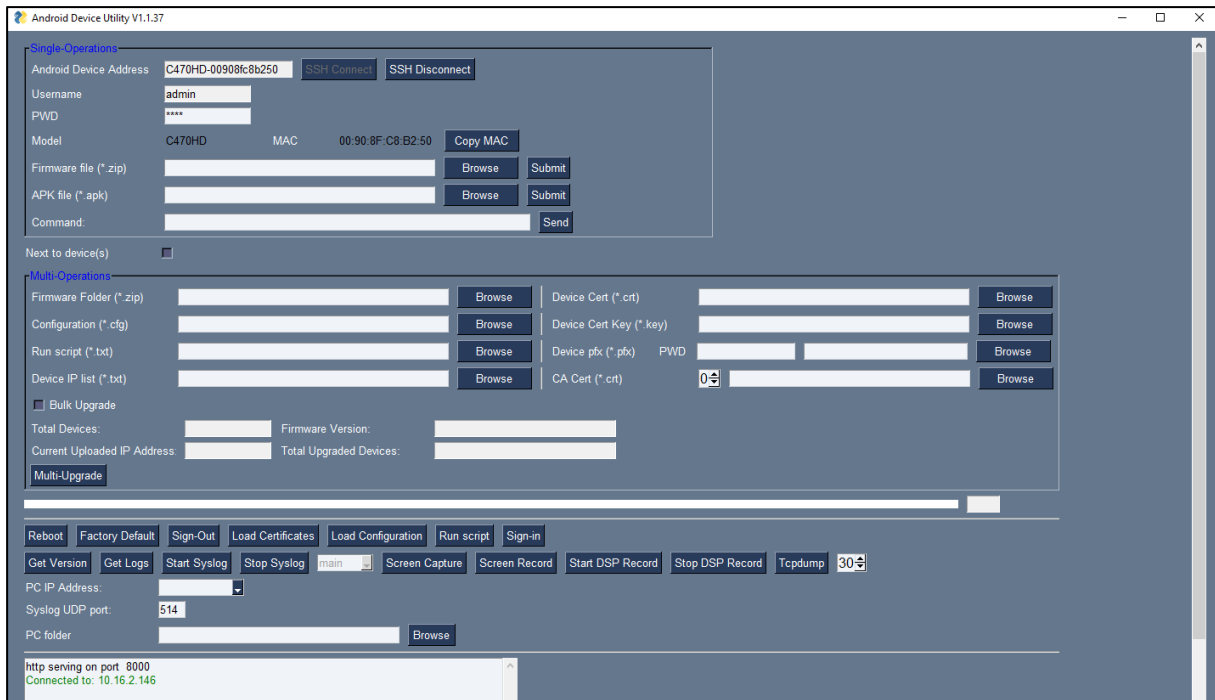 Android Device Utility V1.1.37
Single-Operations
Android Device Address C470HD-00908fc8b250 SSH Connect SSH Disconnect
Username admin
PWD ****
Model C470HD MAC 00:90:8F:C8:B2:50 Copy MAC
Firmware file (*.zip) Browse Submit
APK file (*.apk) Browse Submit
Command: Send
Next to device(s)
Multi-Operations
Firmware Folder (*.zip) Browse Device Cert (*.crt) Browse
Configuration (*.cfg) Browse Device Cert Key (*.key) Browse
Run script (*.txt) Browse Device pfx (*.pfx) PWD Browse
Device IP list (*.txt) Browse CA Cert (*.crt) 0 Browse
Bulk Upgrade
Total Devices: Firmware Version:
Current Uploaded IP Address: Total Upgraded Devices:
Multi-Upgrade
Reboot Factory Default Sign-Out Load Certificates Load Configuration Run script Sign-in
Get Version Get Logs Start Syslog Stop Syslog main Screen Capture Screen Record Start DSP Record Stop DSP Record Tcpdump 30
PC IP Address:
Syslog UDP port: 514
PC folder Browse
http serving on port 8000
Connected to: 10.16.2.146